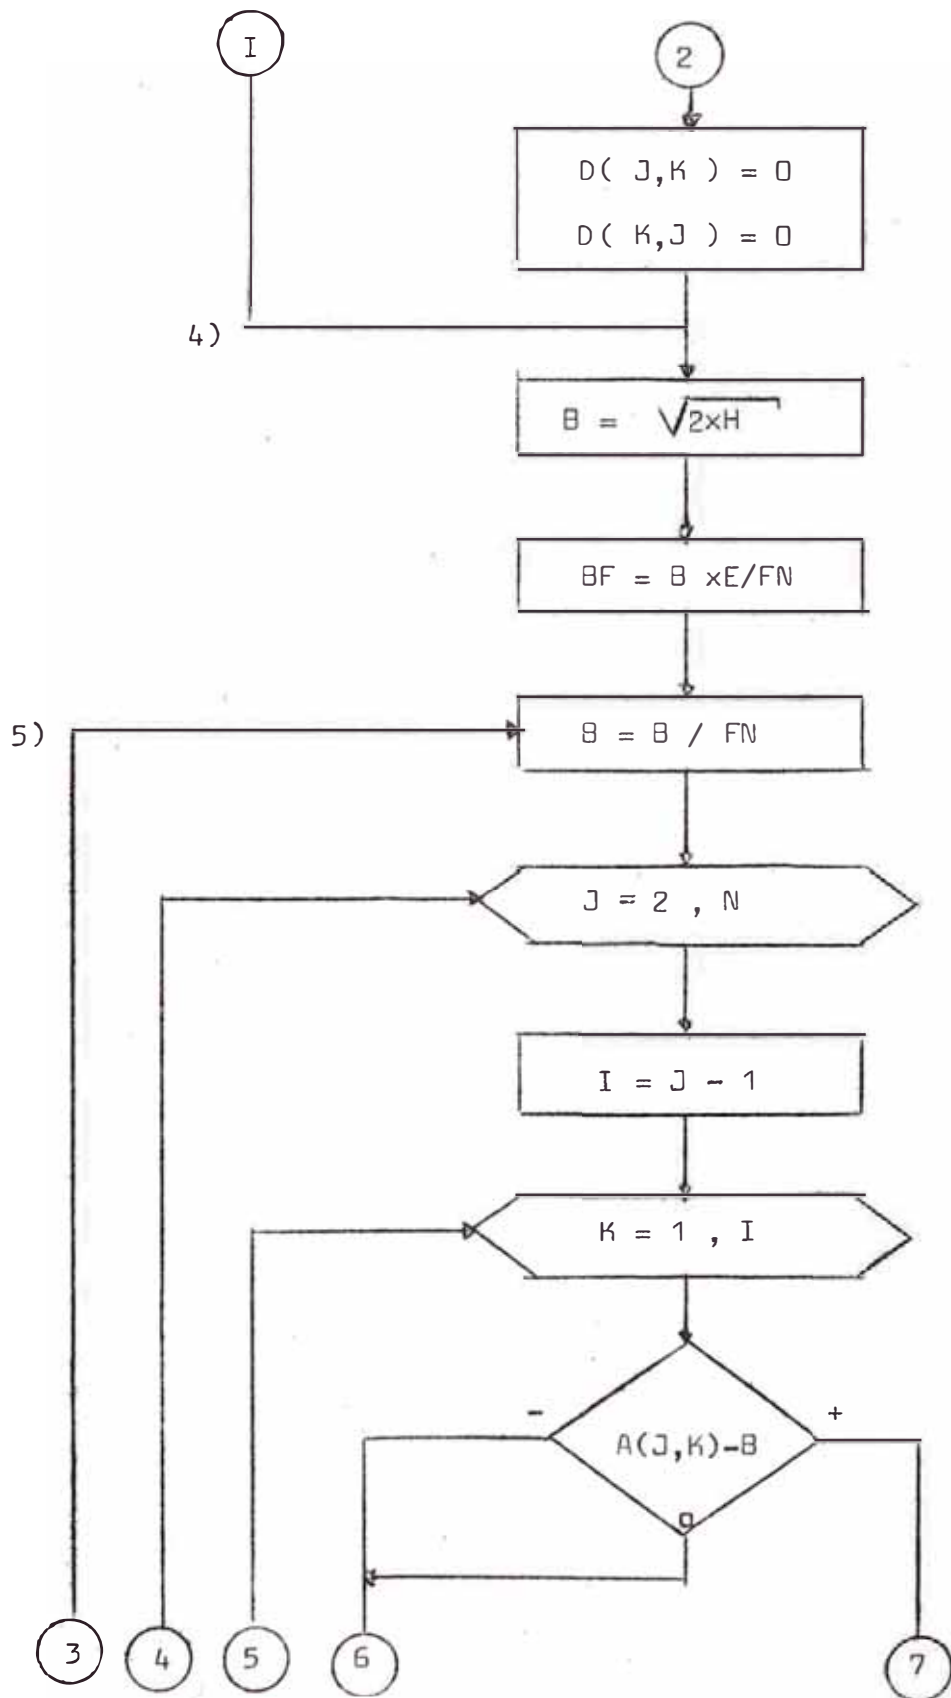 I
2
D( J,K ) = 0
D( K,J ) = 0
4)
B = √2xH
BF = B xE/FN
5)
B = B / FN
J = 2 , N
I = J - 1
K = 1 , I
- +
A(J,K)-B
0
3 4 5 6 7